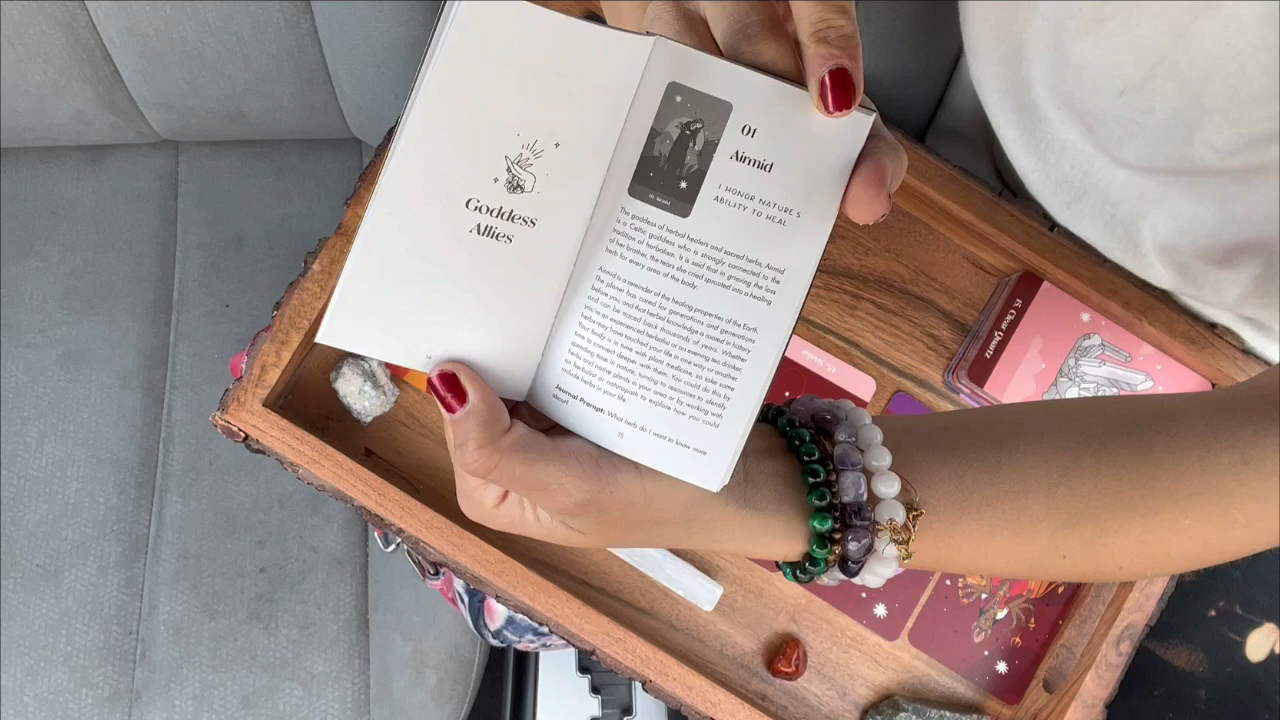 Goddess
Allies
14
01
Airmid
I HONOR NATURE'S
ABILITY TO HEAL
01. Airmid
The goddess of herbal healers and sacred herbs, Airmid
is a Celtic goddess who is strongly connected to the
tradition of herbalism. It is said that in grieving the loss
of her brother, the tears she cried sprouted into a healing
herb for every area of the body.
Airmid is a reminder of the healing properties of the Earth.
The planet has cared for generations and generations
before you, and that herbal knowledge is rooted in history
and can be traced back thousands of years. Whether
you're an experienced herbalist or an evening tea drinker,
herbs may have touched your life in one way or another.
Your body is in tune with plant medicine, so take some
time to connect deeper with them. You could do this by
spending time in nature, turning to resources to identify
herbs and native plants in your area or by working with
an herbalist or naturopath to explore how you could
include herbs in your life.
Journal Prompt: What herb do I want to know more
about?
15
15. Clear Quartz